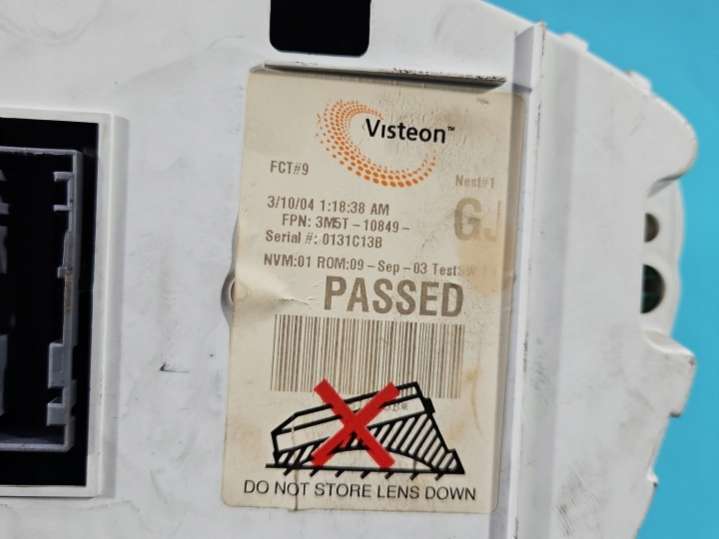 Visteon™
FCT#9
Nest#1
3/10/04 1:18:38 AM
FPN: 3M5T-10849-
GJ
Serial #: 0131C13B
NVM:01 ROM:09-Sep-03
PASSED
DO NOT STORE LENS DOWN